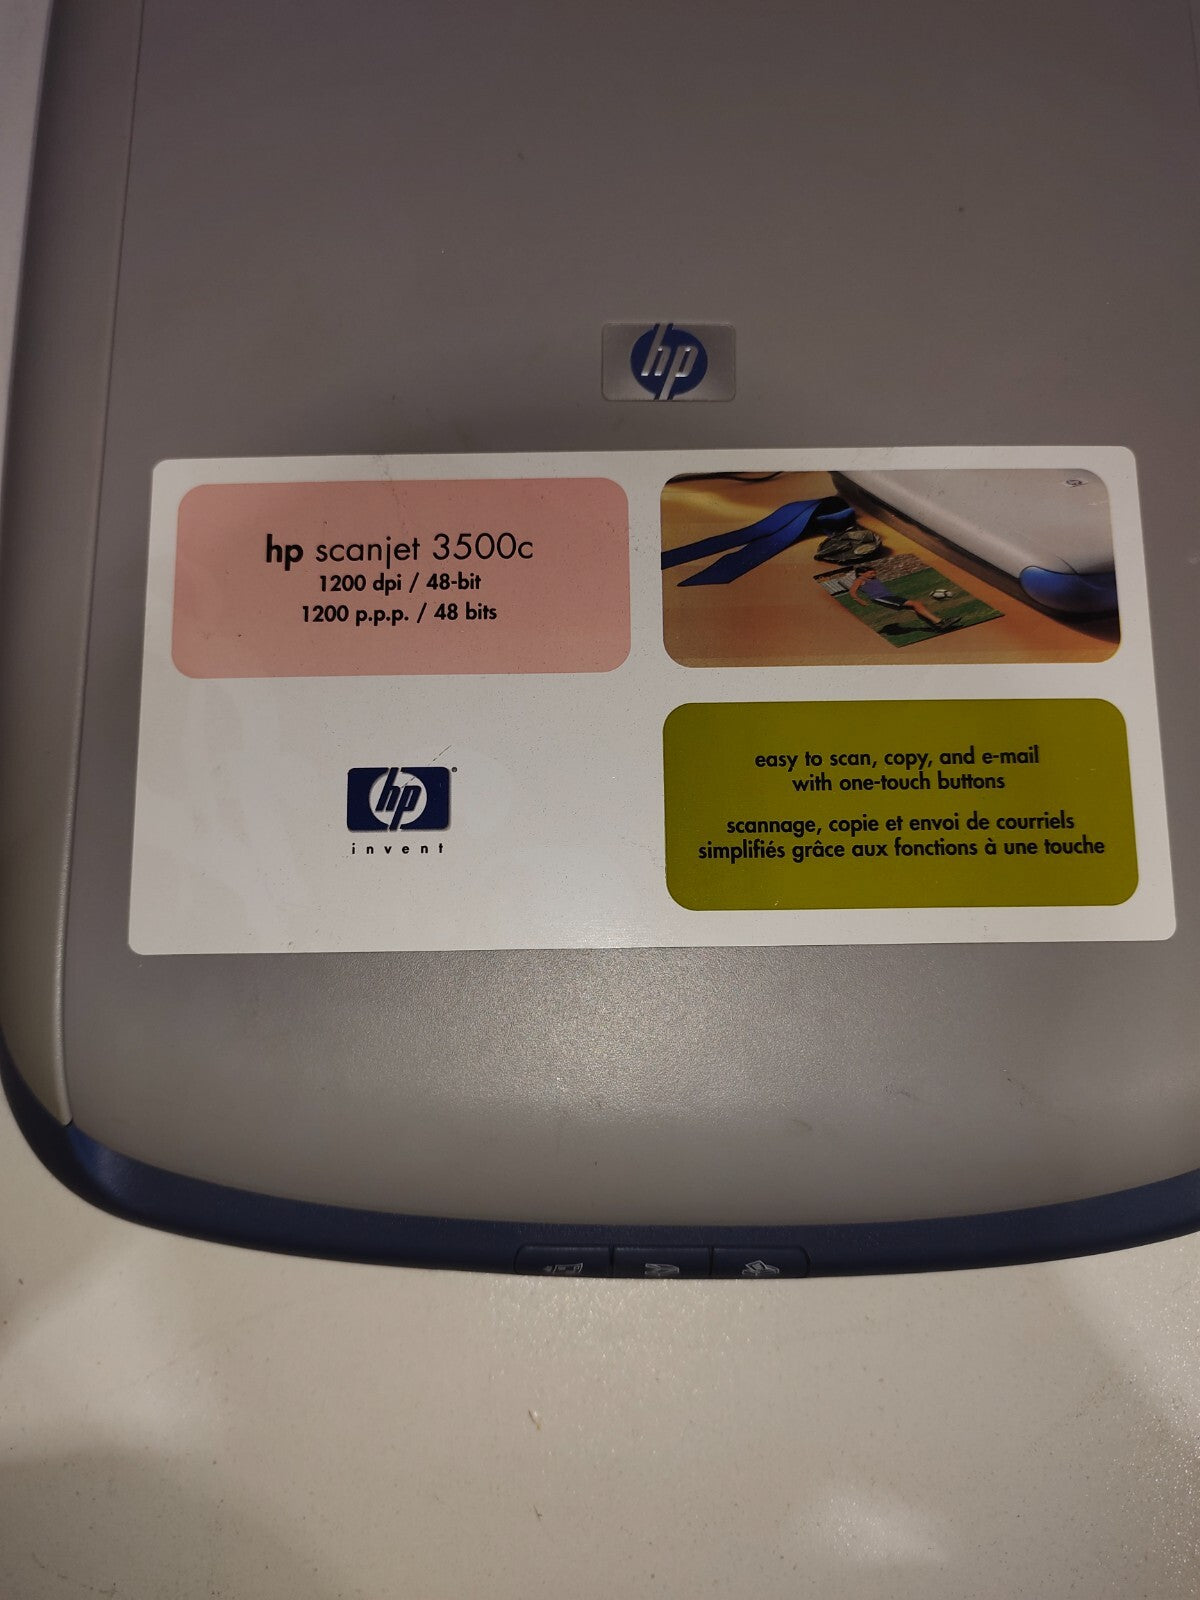 hp
hp scanjet 3500c
1200 dpi / 48-bit
1200 p.p.p. / 48 bits
hp
invent
easy to scan, copy, and e-mail
with one-touch buttons
scannage, copie et envoi de courriels
simplifiés grâce aux fonctions à une touche